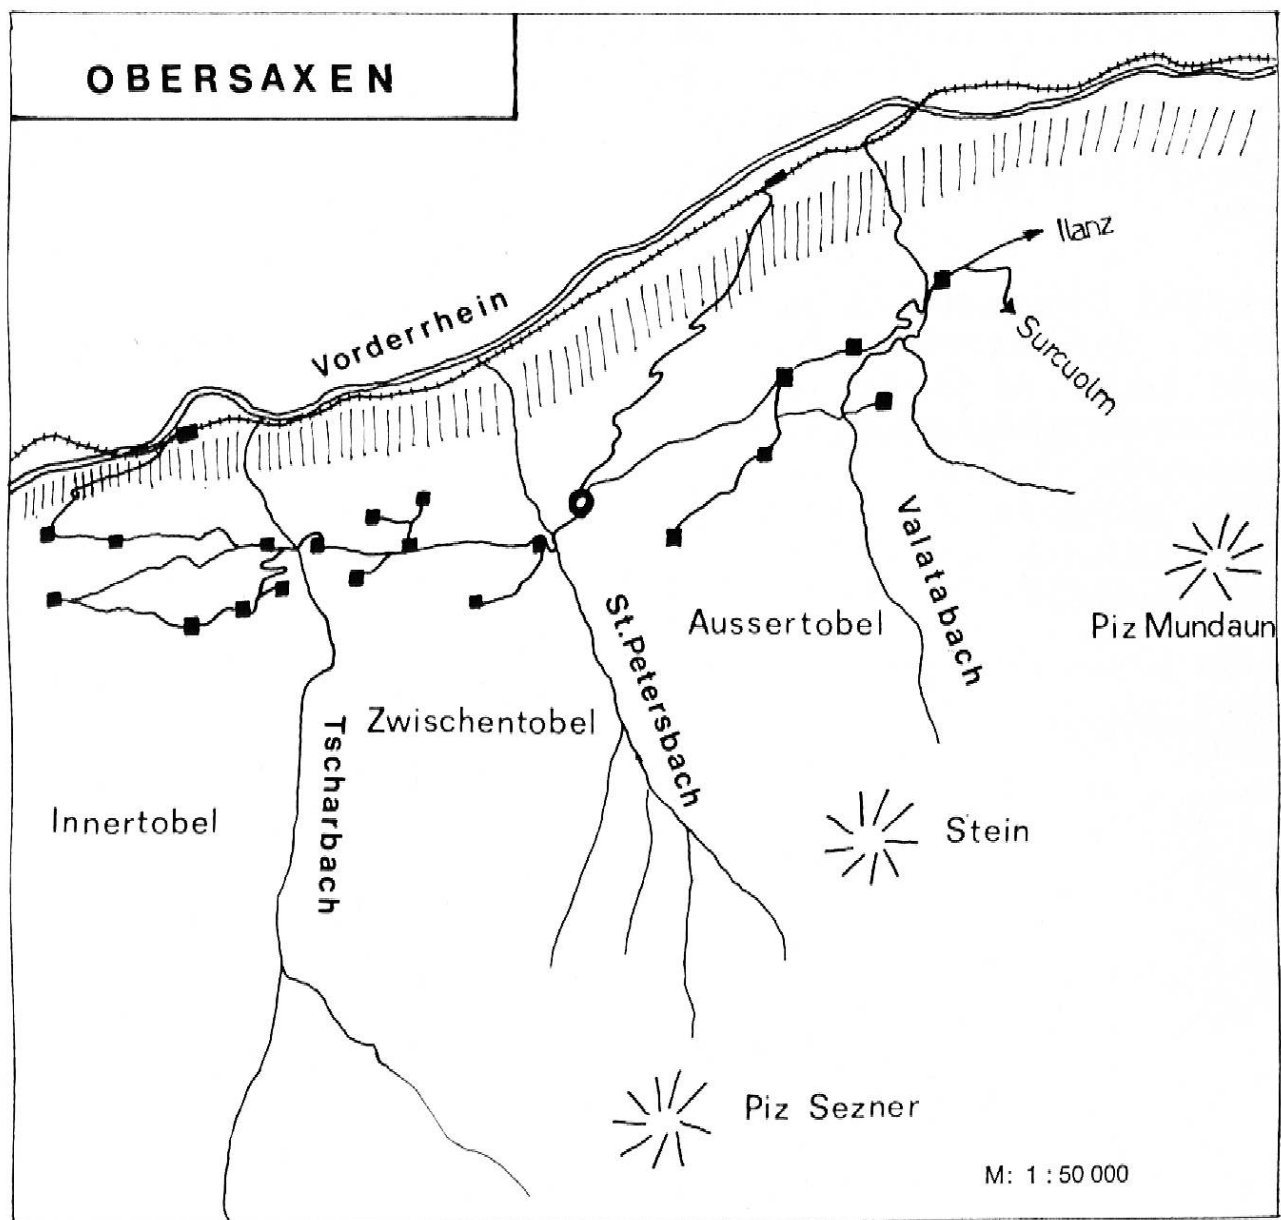 OBERSAXEN
Ilanz
Vorderrhein
Surcuolm
Valatabach
St.Petersbach
Aussertobel
Piz Mundaun
Zwischentobel
Tscharbach
Innertobel
Stein
Piz Sezner
M: 1 : 50 000